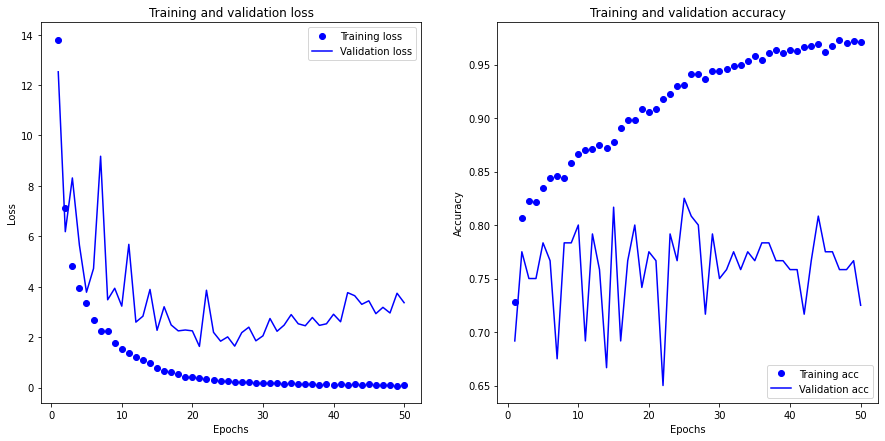 Training and validation loss
14
12
10
8
6
4
2
0
Loss
Training loss
Validation loss
0
10
20
30
40
50
Epochs
Training and validation accuracy
0.95
0.90
0.85
0.80
0.75
0.70
0.65
Accuracy
Training acc
Validation acc
0
10
20
30
40
50
Epochs